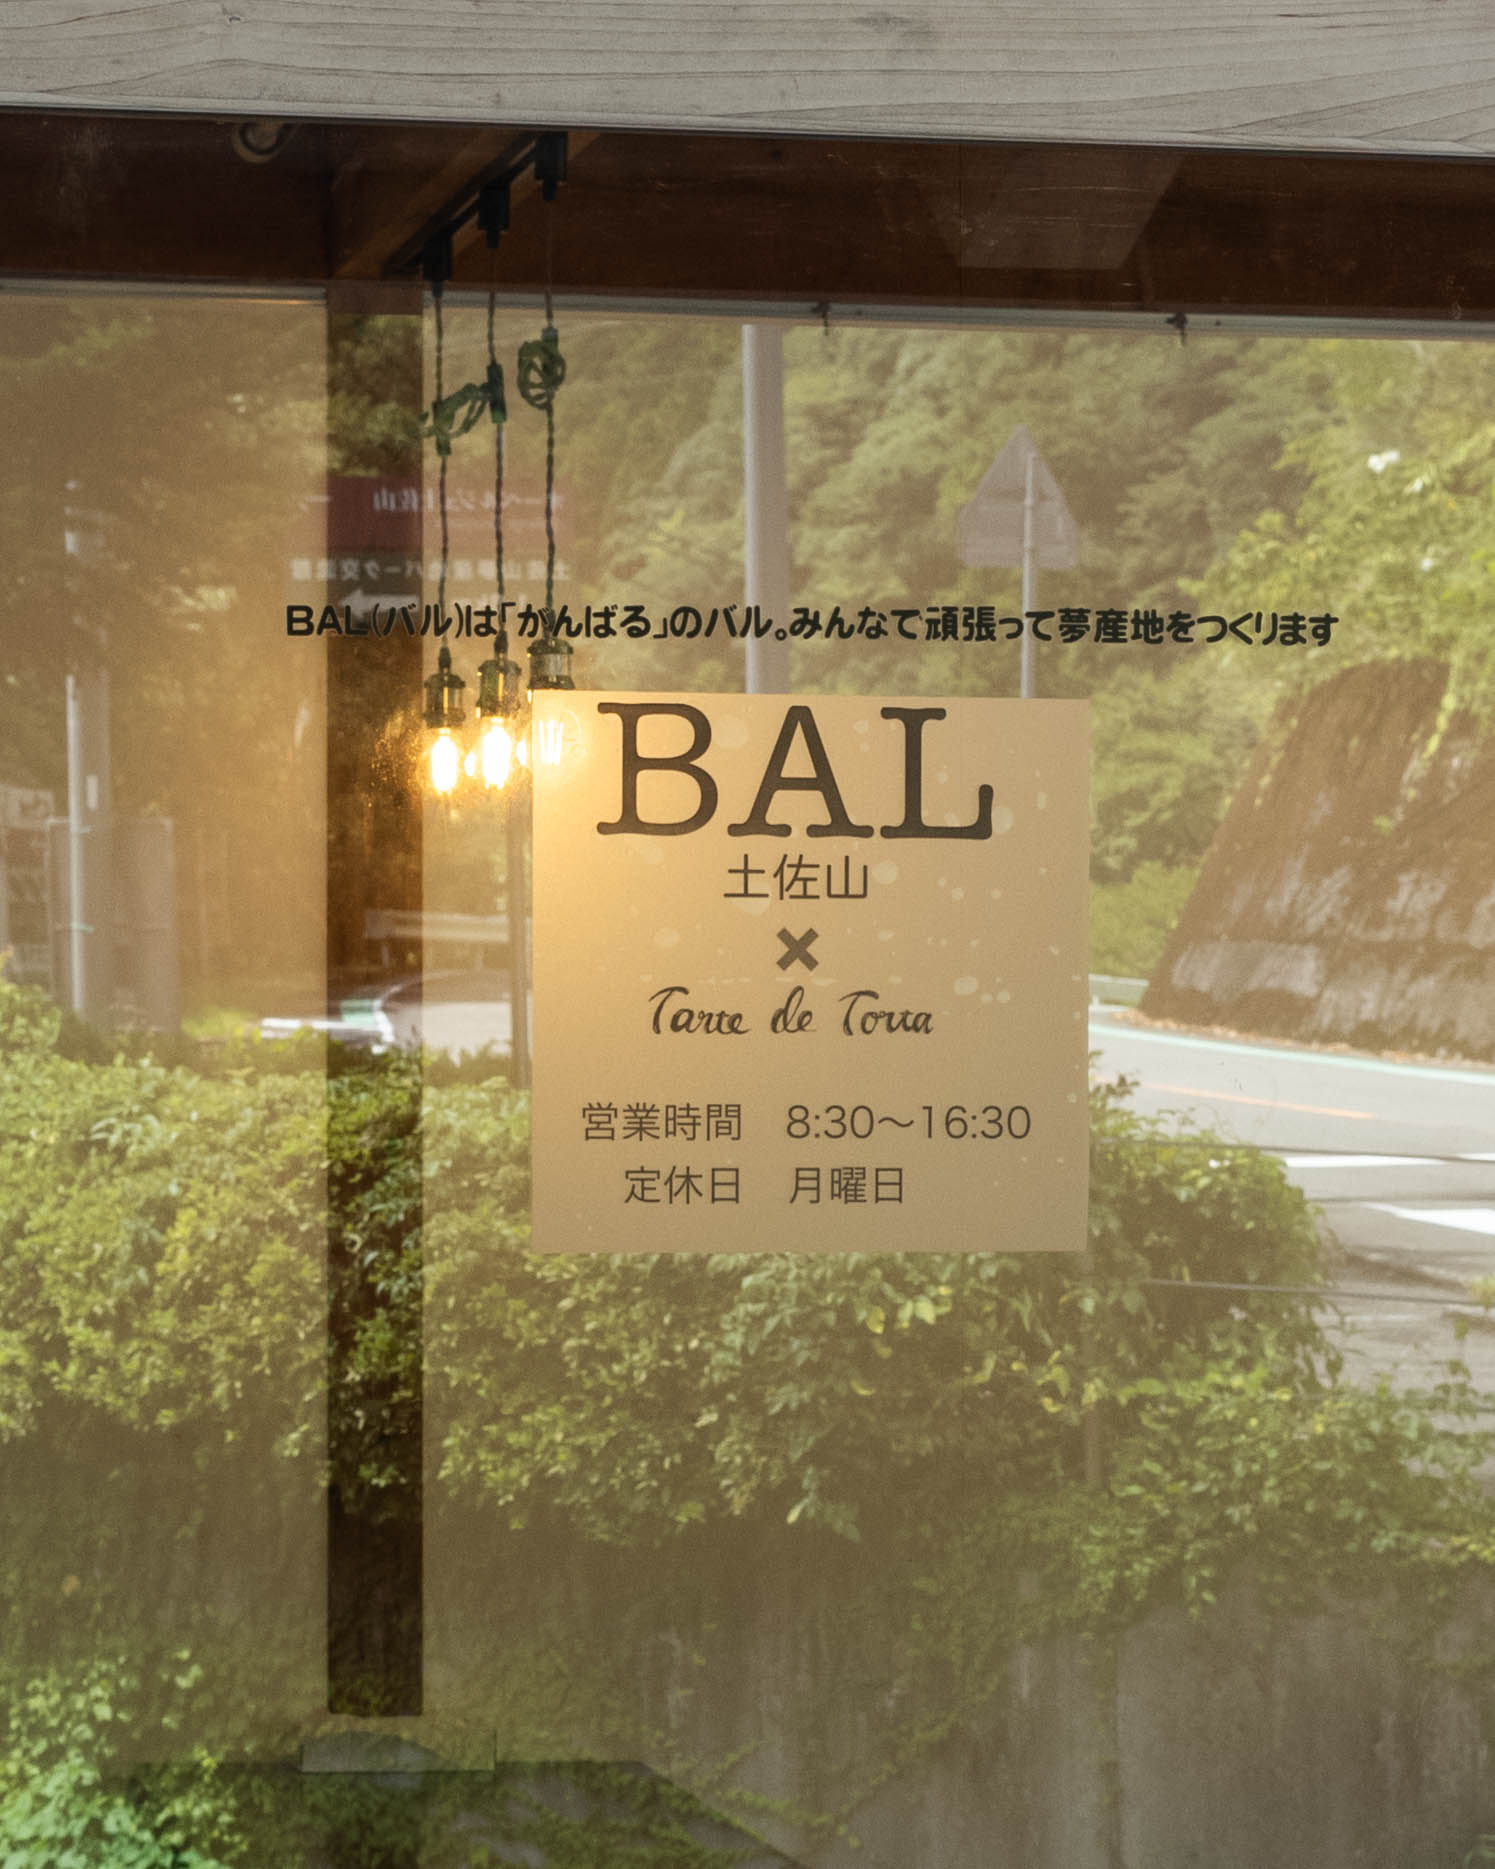 BAL(バル)は「がんばる」のバル。みんなで頑張って夢産地をつくります
BAL
土佐山
×
Tarte de Torta
営業時間 8:30〜16:30
定休日 月曜日